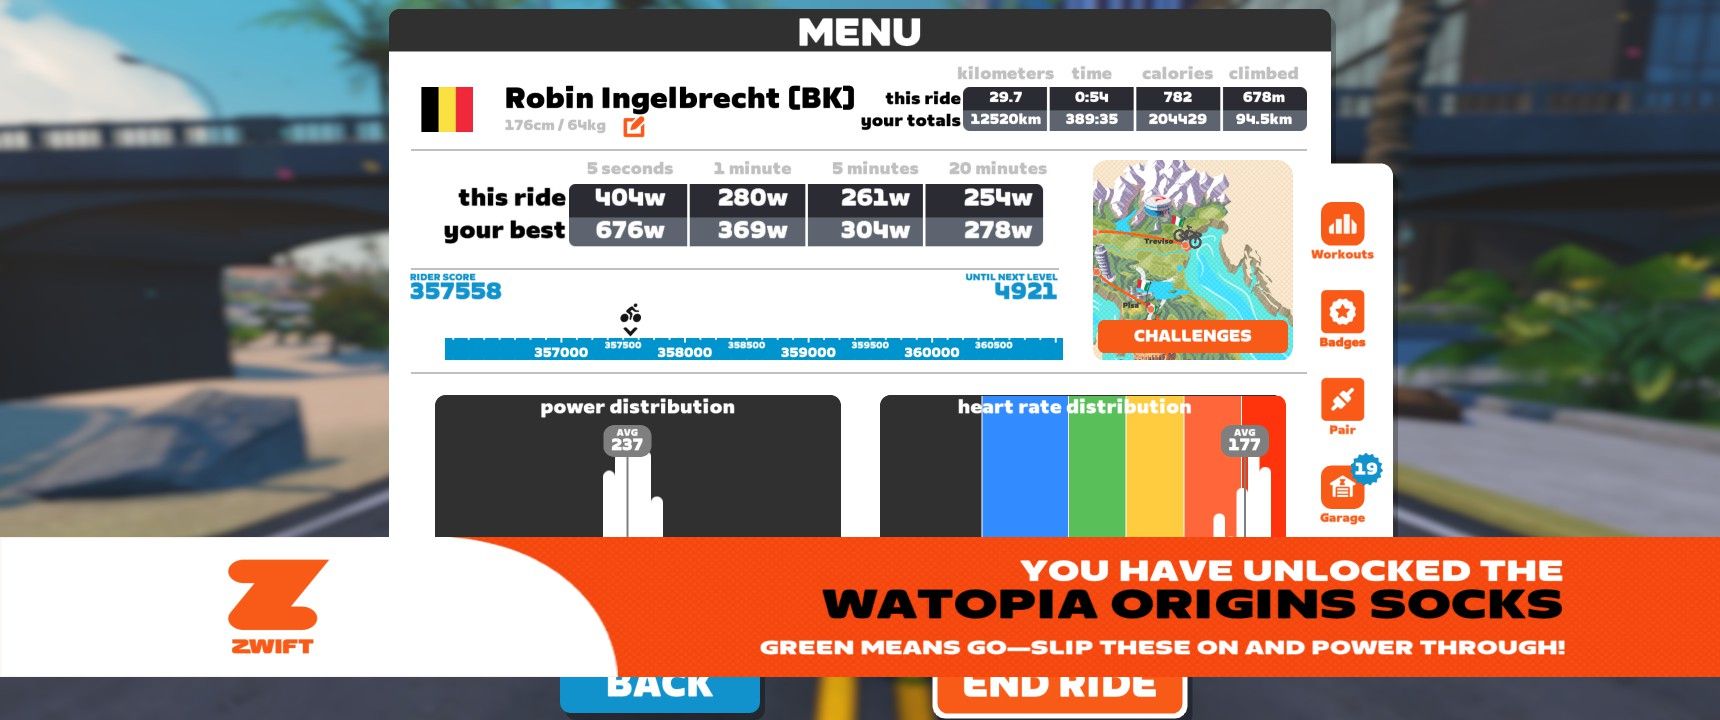 MENU
kilometers time calories climbed
Robin Ingelbrecht (BK)
this ride 29.7 0:54 782 678m
176cm / 64kg
your totals 12520km 389:35 204429 94.5km
5 seconds 1 minute 5 minutes 20 minutes
this ride 404w 280w 261w 254w
your best 676w 369w 304w 278w
Treviso
Pisa
CHALLENGES
RIDER SCORE
357558
UNTIL NEXT LEVEL
4921
357000 357500 358000 358500 359000 359500 360000 360500
Workouts
Badges
Pair
19
Garage
power distribution
AVG
237
heart rate distribution
AVG
177
ZWIFT
YOU HAVE UNLOCKED THE
WATOPIA ORIGINS SOCKS
GREEN MEANS GO—SLIP THESE ON AND POWER THROUGH!
BACK
END RIDE